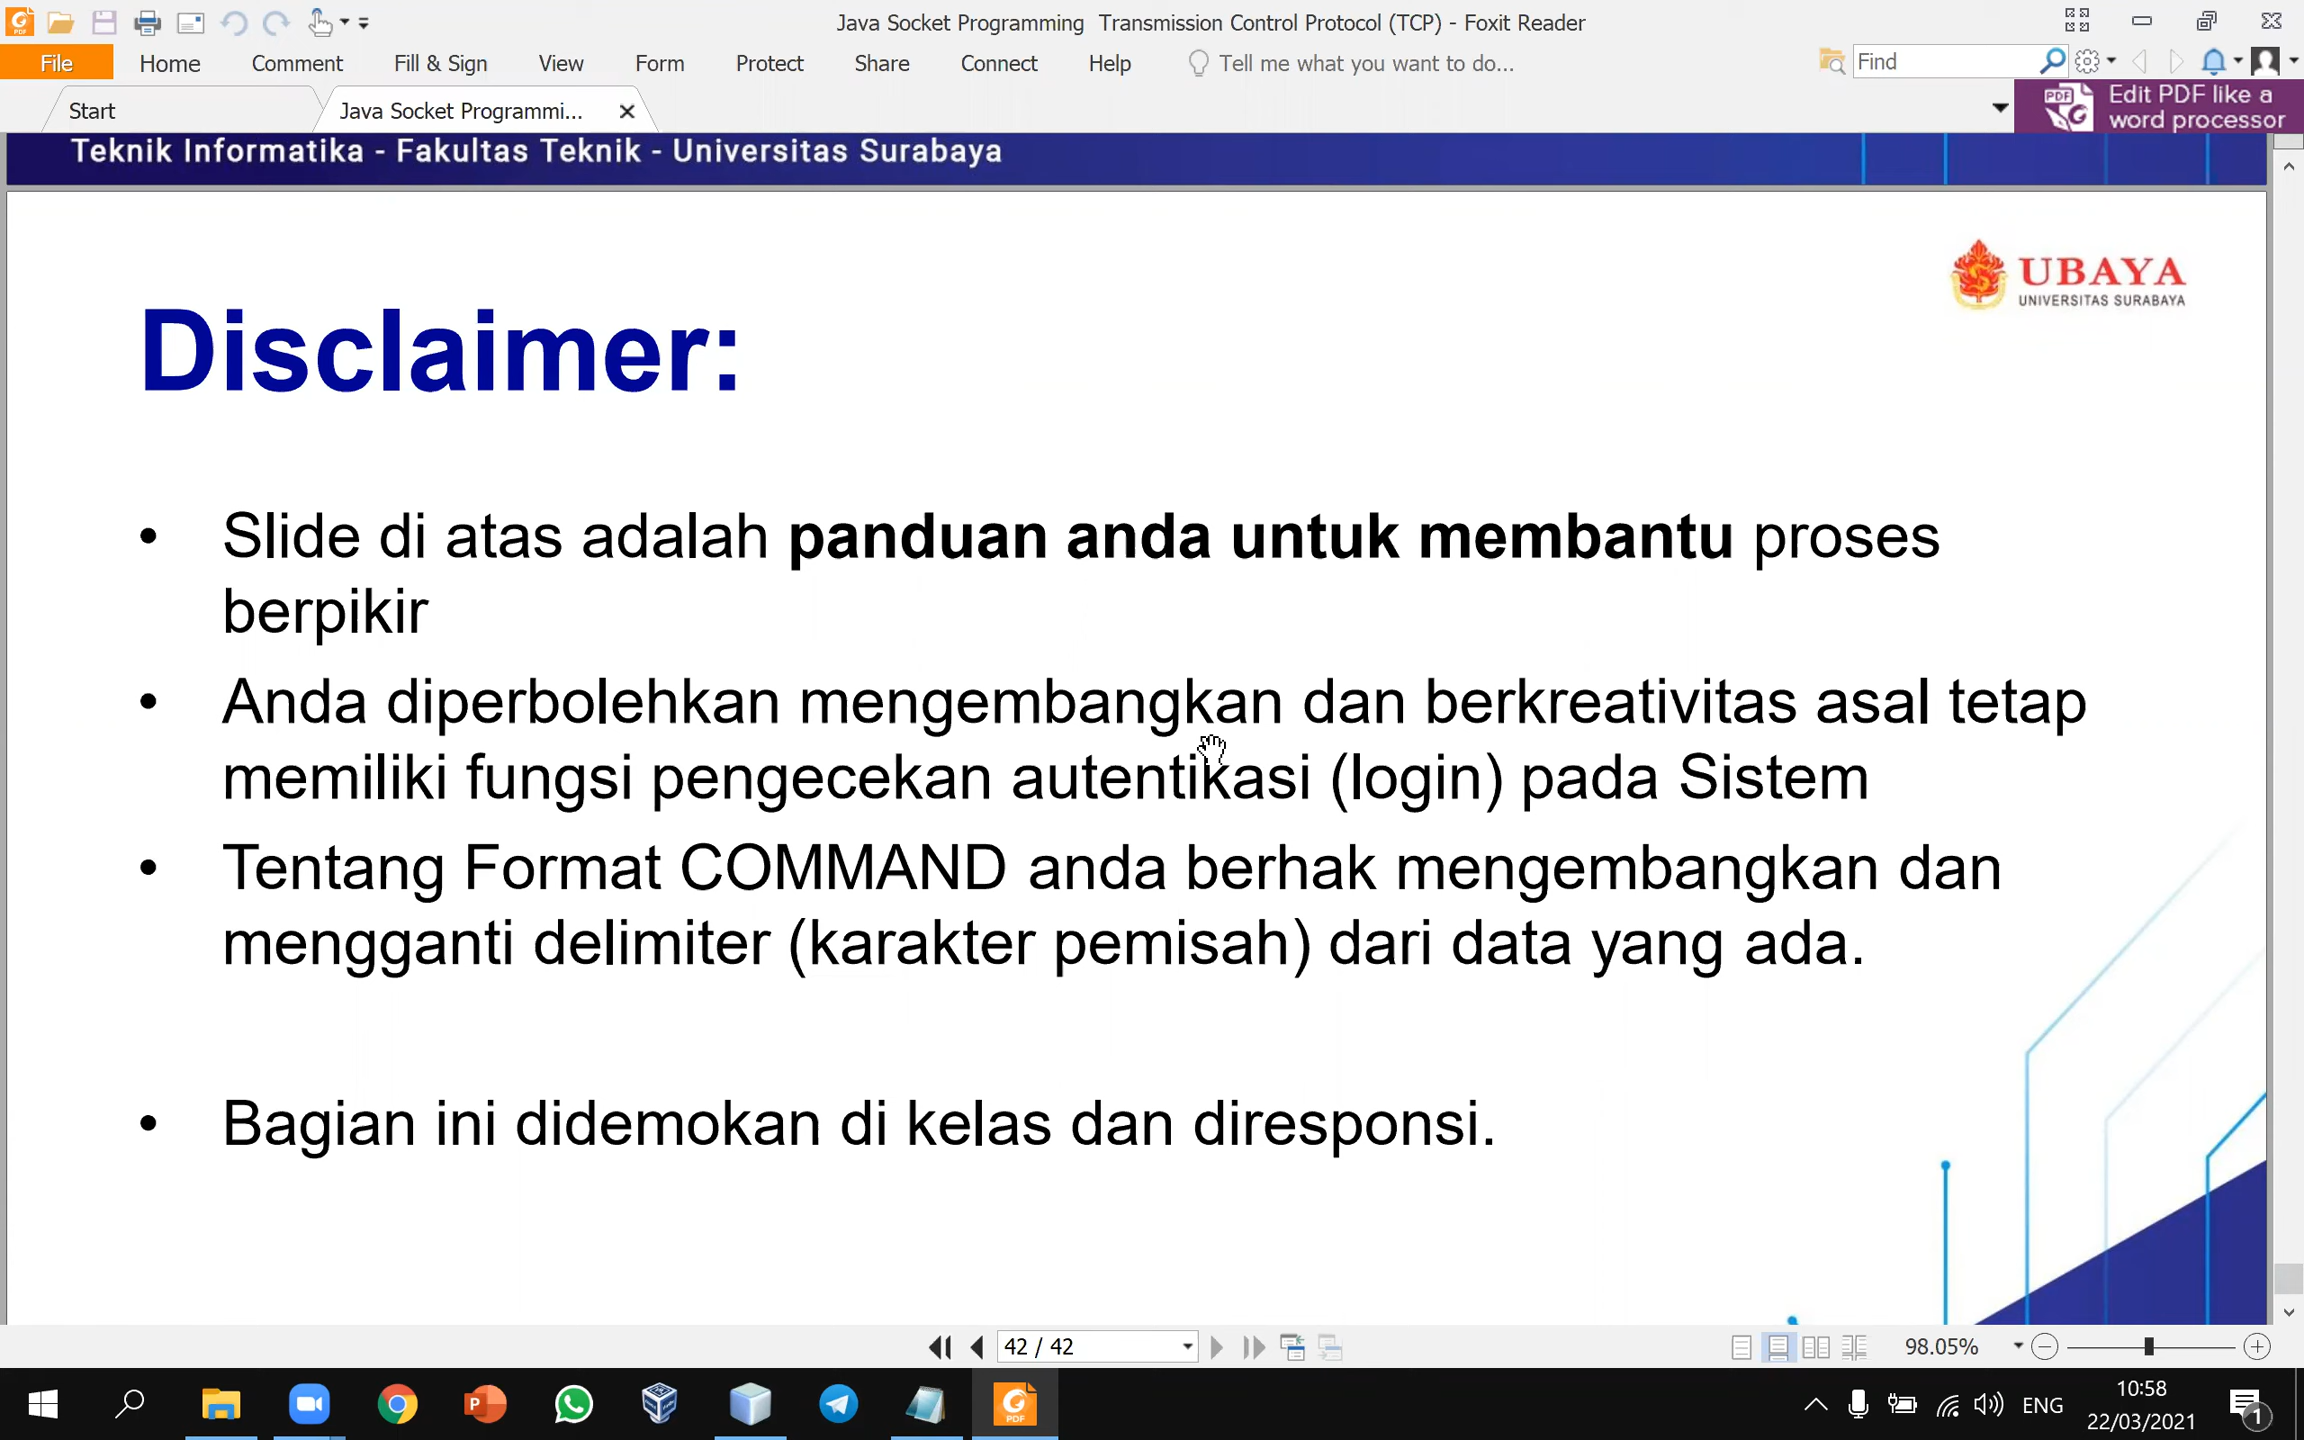 Java Socket Programming  Transmission Control Protocol (TCP) - Foxit Reader
File Home Comment Fill & Sign View Form Protect Share Connect Help Tell me what you want to do... Find
Start Java Socket Programmi...
Edit PDF like a
word processor
Teknik Informatika - Fakultas Teknik - Universitas Surabaya
UBAYA
UNIVERSITAS SURABAYA
Disclaimer:
• Slide di atas adalah panduan anda untuk membantu proses
berpikir
• Anda diperbolehkan mengembangkan dan berkreativitas asal tetap
memiliki fungsi pengecekan autentikasi (login) pada Sistem
• Tentang Format COMMAND anda berhak mengembangkan dan
mengganti delimiter (karakter pemisah) dari data yang ada.
• Bagian ini didemokan di kelas dan diresponsi.
42 / 42 98.05%
ENG
10:58
22/03/2021
1